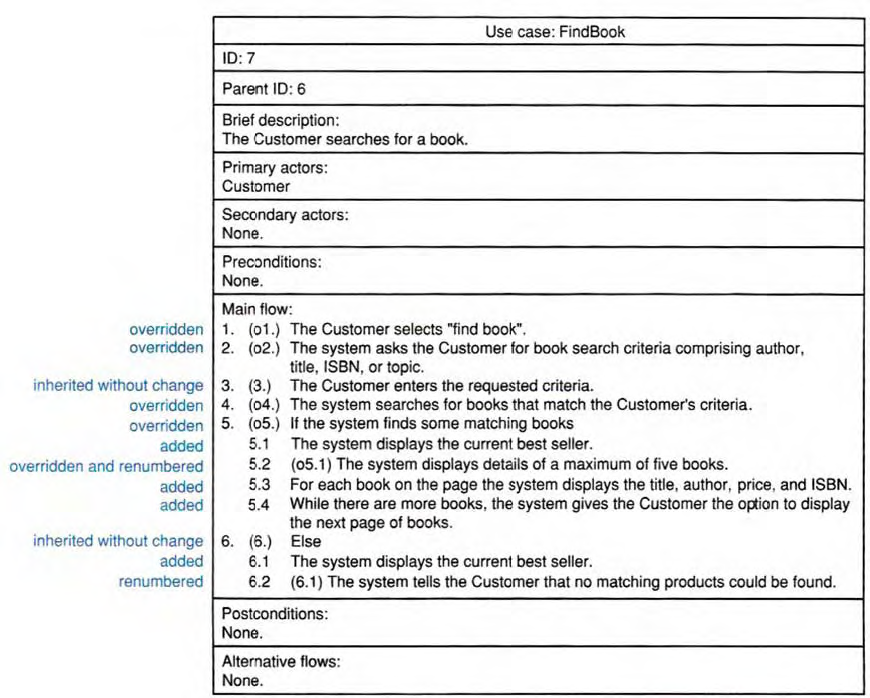 Use case: FindBook
ID: 7
Parent ID: 6
Brief description:
The Customer searches for a book.
Primary actors:
Customer
Secondary actors:
None.
Preconditions:
None.
Main flow:
overridden 1. (o1.) The Customer selects "find book".
overridden 2. (o2.) The system asks the Customer for book search criteria comprising author,
title, ISBN, or topic.
inherited without change 3. (3.) The Customer enters the requested criteria.
overridden 4. (o4.) The system searches for books that match the Customer's criteria.
overridden 5. (o5.) If the system finds some matching books
added 5.1 The system displays the current best seller.
overridden and renumbered 5.2 (o5.1) The system displays details of a maximum of five books.
added 5.3 For each book on the page the system displays the title, author, price, and ISBN.
added 5.4 While there are more books, the system gives the Customer the option to display
the next page of books.
inherited without change 6. (6.) Else
added 6.1 The system displays the current best seller.
renumbered 6.2 (6.1) The system tells the Customer that no matching products could be found.
Postconditions:
None.
Alternative flows:
None.